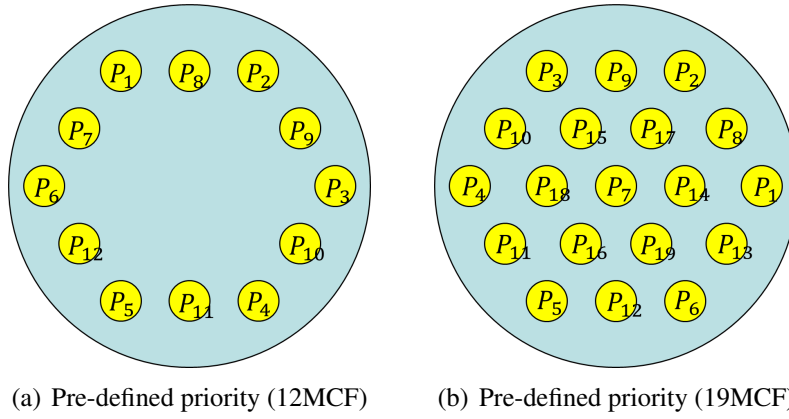 P₁ P₈ P₂
P₇ P₉
P₆ P₃
P₁₂ P₁₀
P₅ P₁₁ P₄
(a) Pre-defined priority (12MCF)
P₃ P₉ P₂
P₁₀ P₁₅ P₁₇ P₈
P₄ P₁₈ P₇ P₁₄ P₁
P₁₁ P₁₆ P₁₉ P₁₃
P₅ P₁₂ P₆
(b) Pre-defined priority (19MCF)